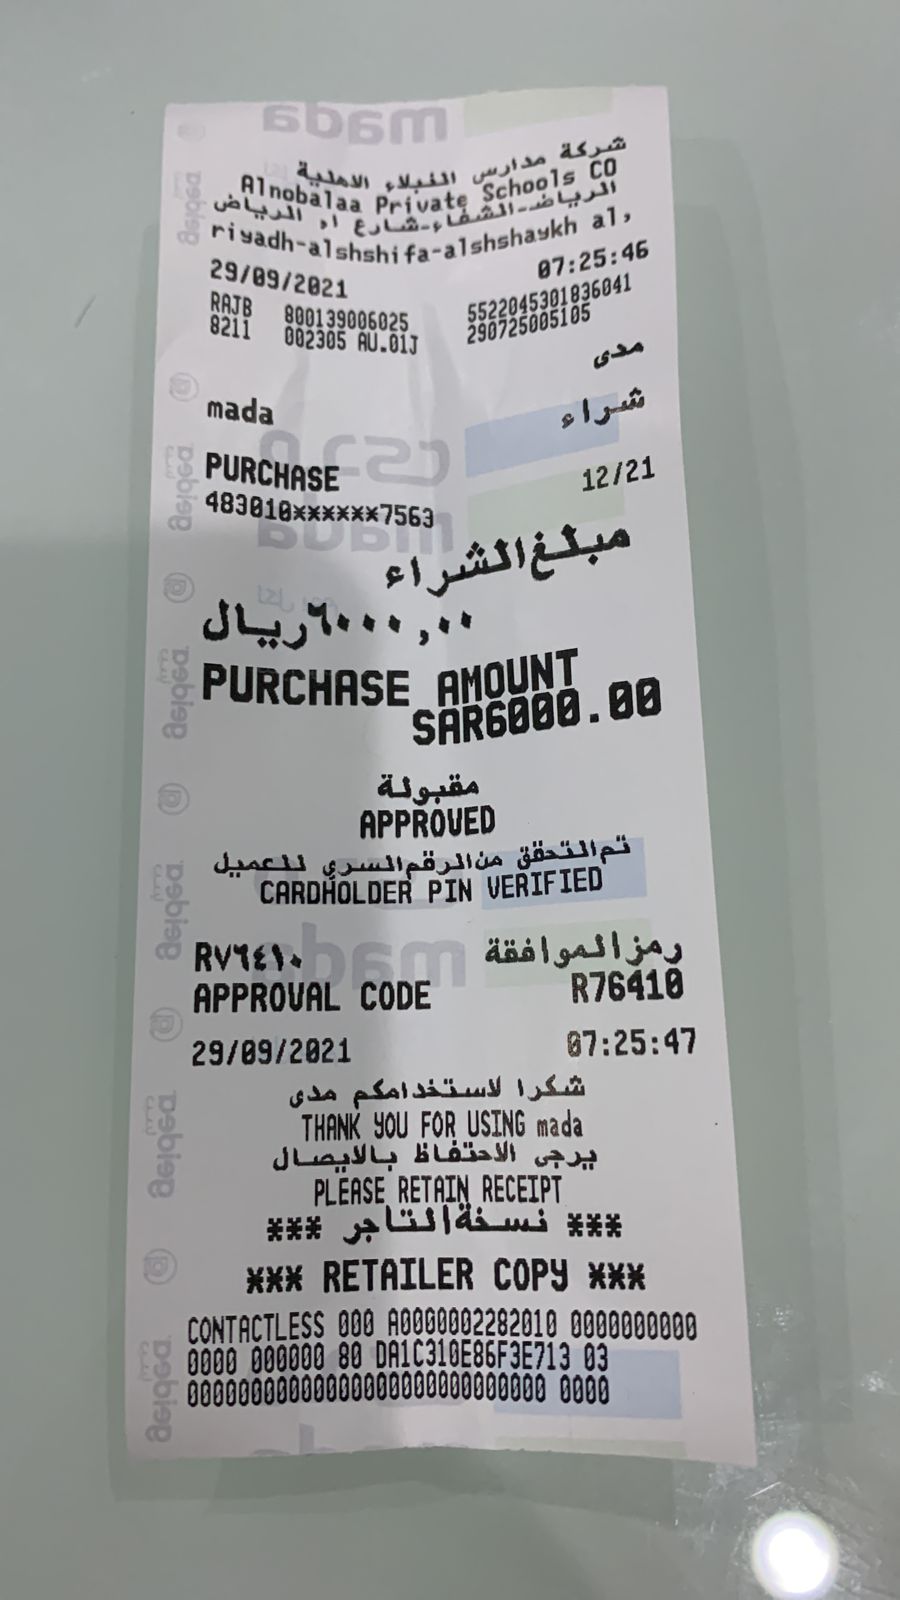 mada
شركة مدارس النبلاء الاهلية
Alnobalaa Private Schools CO
الرياض-الشفاء-شارع ا, الرياض
riyadh-alshshifa-alshshaykh al,
29/09/2021 07:25:46
RAJB 800139006025 5522045301836041
8211 002305 AU.01J 290725005105
مدى
mada شراء
PURCHASE 12/21
483010******7563
مبلغ الشراء
٦٠٠٠,٠٠ ريال
PURCHASE AMOUNT
SAR6000.00
مقبولة
APPROVED
تم التحقق من الرقم السري للعميل
CARDHOLDER PIN VERIFIED
RV٦٤١٠ رمز الموافقة
APPROVAL CODE R76410
29/09/2021 07:25:47
شكرا لاستخدامكم مدى
THANK YOU FOR USING mada
يرجى الاحتفاظ بالايصال
PLEASE RETAIN RECEIPT
*** نسخة التاجر ***
*** RETAILER COPY ***
CONTACTLESS 000 A0000002282010 0000000000
0000 000000 80 DA1C310E86F3E713 03
0000000000000000000000000000 0000
geidea